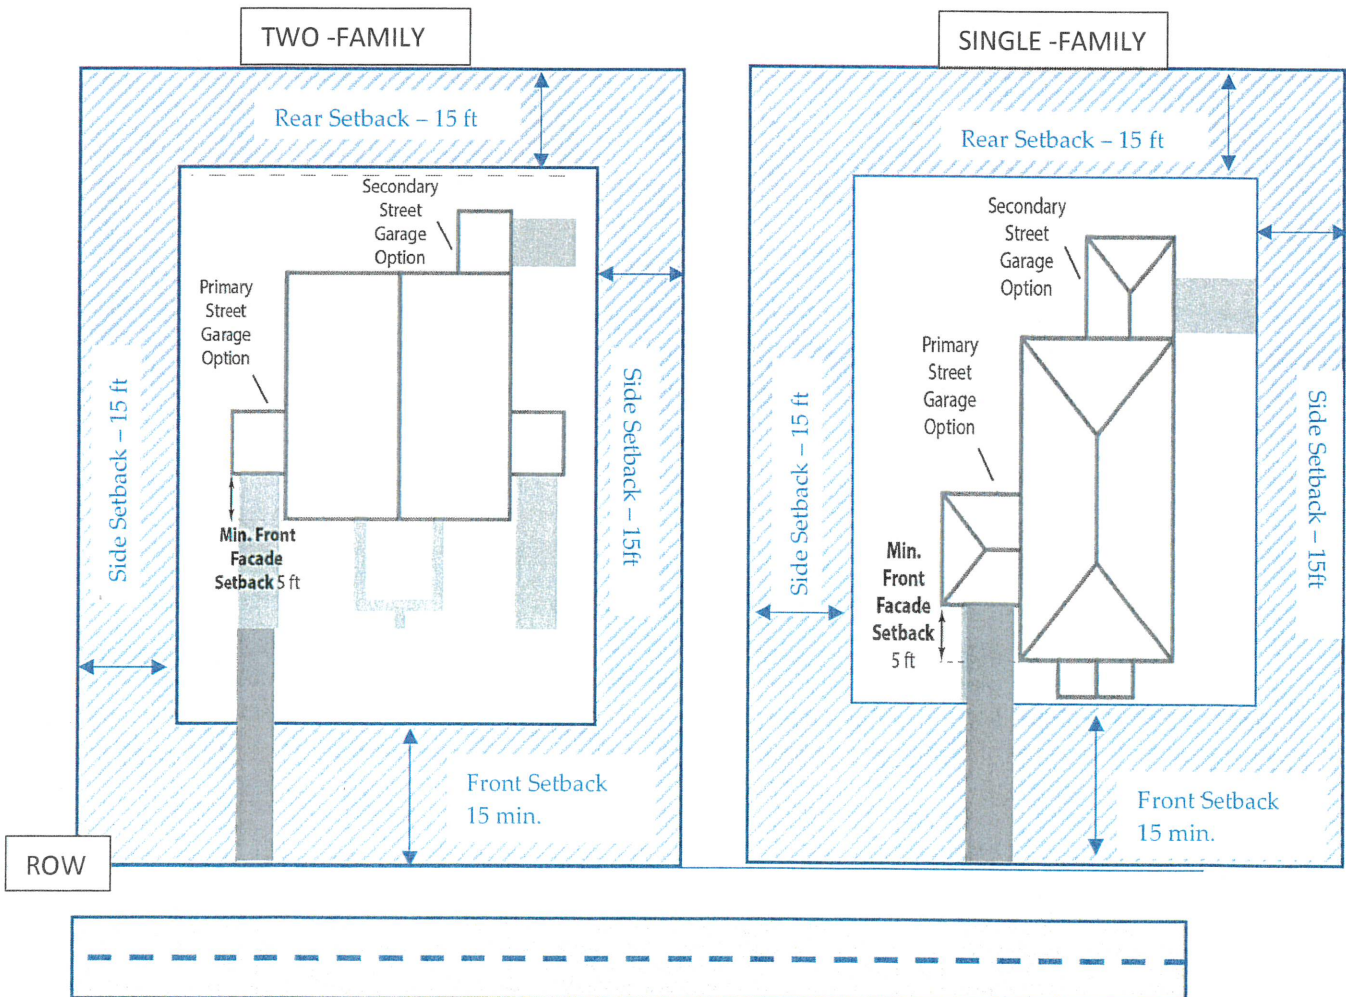 TWO -FAMILY
Rear Setback – 15 ft
Secondary
Street
Garage
Option
Primary
Street
Garage
Option
Side Setback – 15 ft
Side Setback – 15ft
Min. Front
Facade
Setback 5 ft
Front Setback
15 min.
SINGLE -FAMILY
Rear Setback – 15 ft
Secondary
Street
Garage
Option
Primary
Street
Garage
Option
Side Setback – 15 ft
Side Setback – 15ft
Min.
Front
Facade
Setback
5 ft
Front Setback
15 min.
ROW